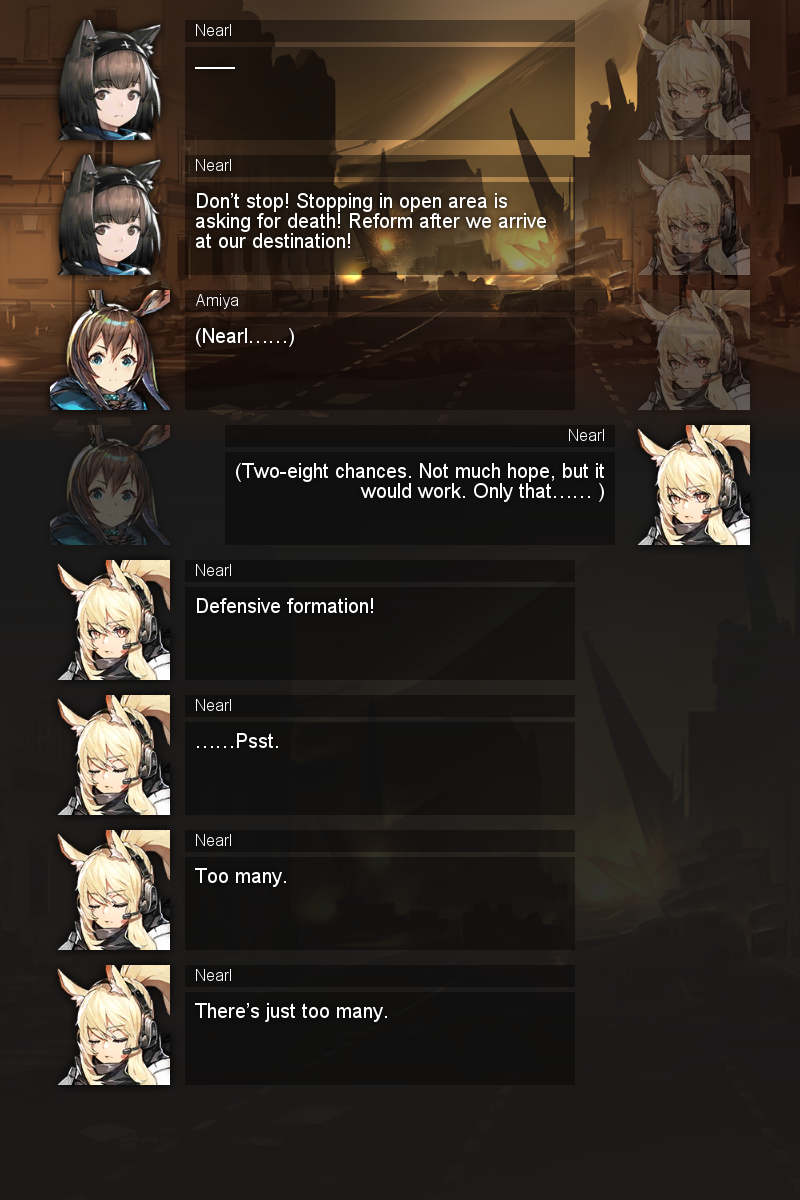 Nearl
——
Nearl
Don't stop! Stopping in open area is
asking for death! Reform after we arrive
at our destination!
Amiya
(Nearl……)
Nearl
(Two-eight chances. Not much hope, but it
would work. Only that…… )
Nearl
Defensive formation!
Nearl
……Psst.
Nearl
Too many.
Nearl
There's just too many.